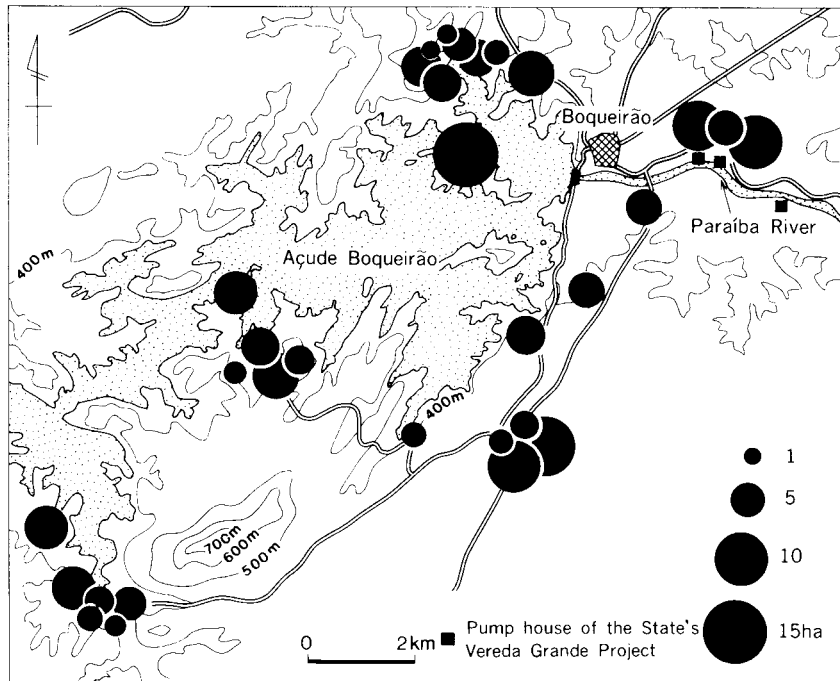 Boqueirão
Paraíba River
400m
Açude Boqueirão
400m
700m
600m
500m
1
5
10
15ha
0 2km
Pump house of the State's
Vereda Grande Project